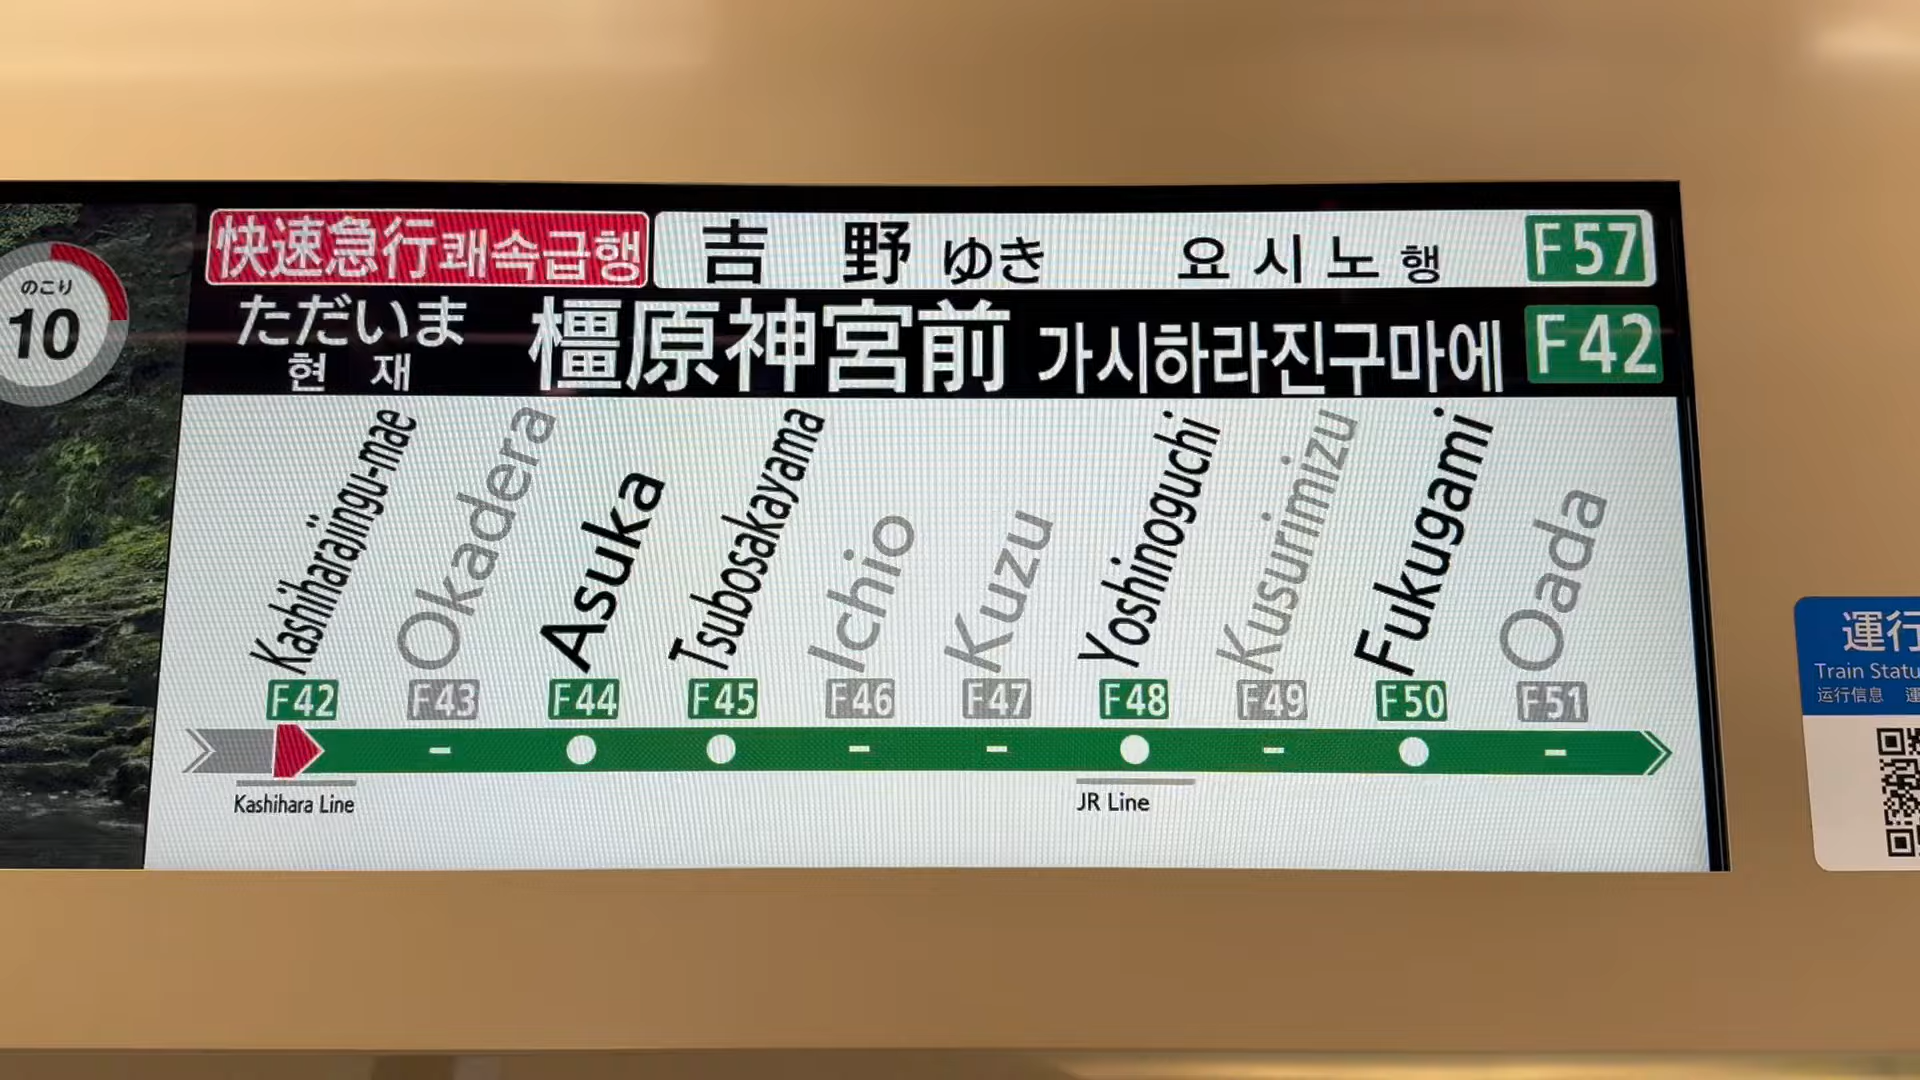 のこり
10
快速急行 쾌속급행
吉 野 ゆき 요 시 노 행 F57
ただいま
현 재
橿原神宮前 가시하라진구마에 F42
Kashiharajingu-mae
Okadera
Asuka
Tsubosakayama
Ichio
Kuzu
Yoshinoguchi
Kusurimizu
Fukugami
Oada
F42 F43 F44 F45 F46 F47 F48 F49 F50 F51
Kashihara Line
JR Line
運行
Train Statu
运行信息 運